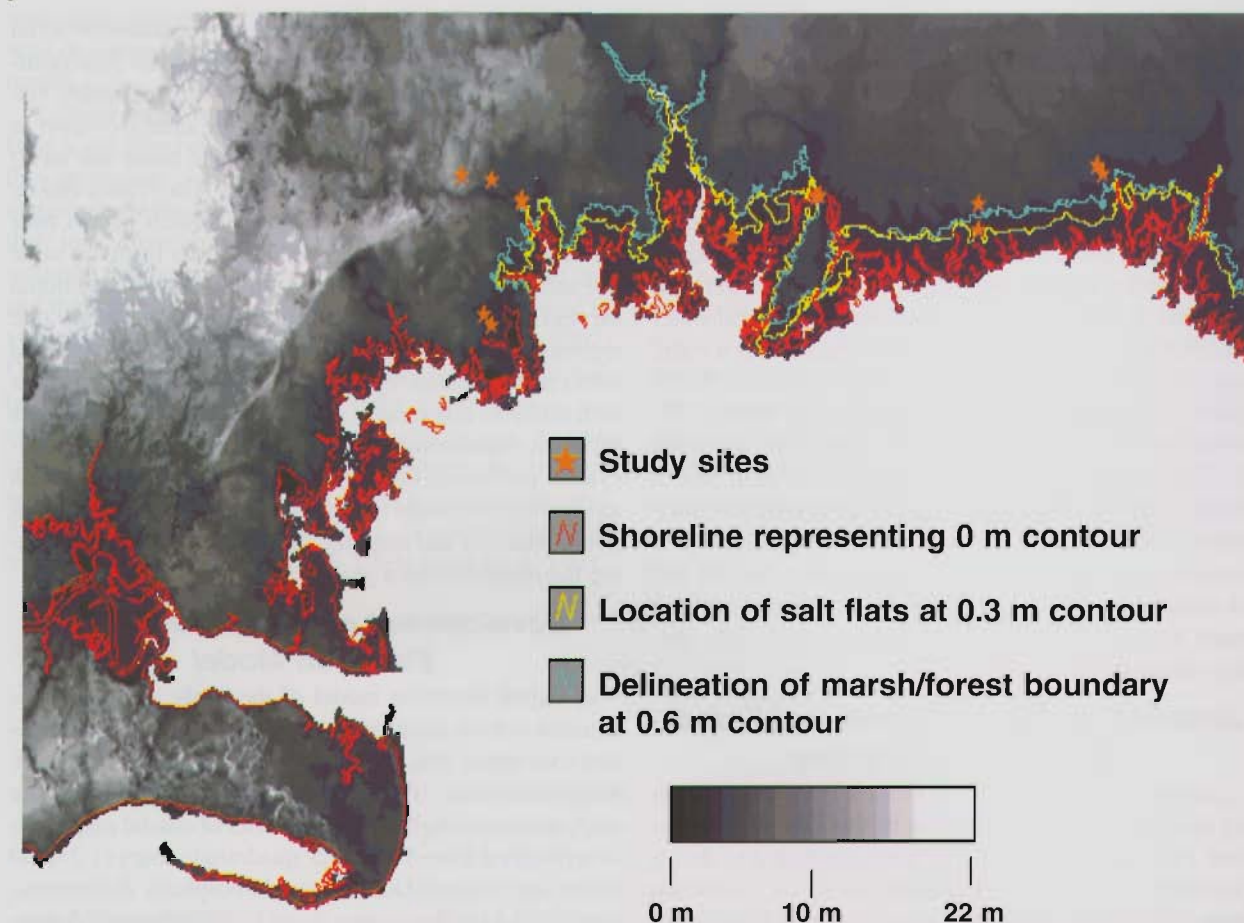 Study sites
Shoreline representing 0 m contour
Location of salt flats at 0.3 m contour
Delineation of marsh/forest boundary
at 0.6 m contour
0 m 10 m 22 m